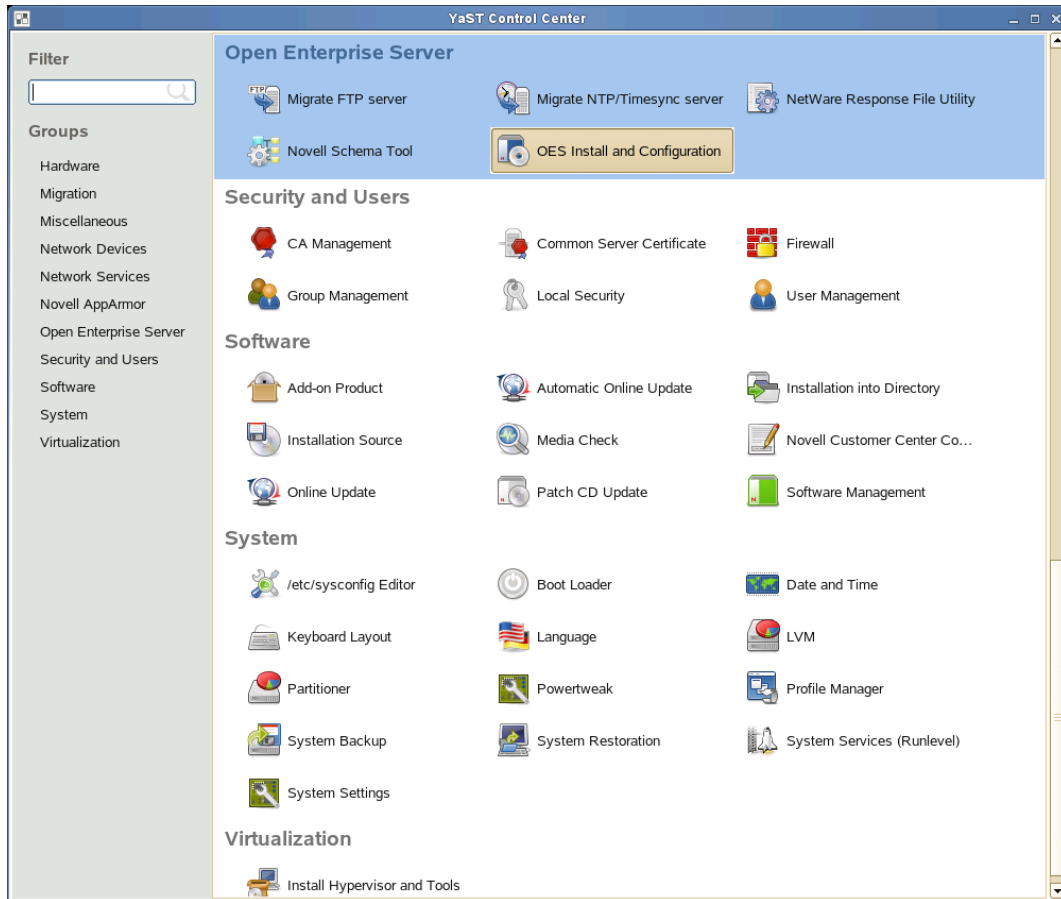 YaST Control Center
Filter
Groups
Hardware
Migration
Miscellaneous
Network Devices
Network Services
Novell AppArmor
Open Enterprise Server
Security and Users
Software
System
Virtualization
Open Enterprise Server
FTP
Migrate FTP server
Migrate NTP/Timesync server
NetWare Response File Utility
Novell Schema Tool
OES Install and Configuration
Security and Users
CA Management
Common Server Certificate
Firewall
Group Management
Local Security
User Management
Software
Add-on Product
Automatic Online Update
Installation into Directory
Installation Source
Media Check
Novell Customer Center Co...
Online Update
Patch CD Update
Software Management
System
/etc/sysconfig Editor
Boot Loader
Date and Time
Keyboard Layout
Language
LVM
Partitioner
Powertweak
Profile Manager
System Backup
System Restoration
System Services (Runlevel)
System Settings
Virtualization
Install Hypervisor and Tools